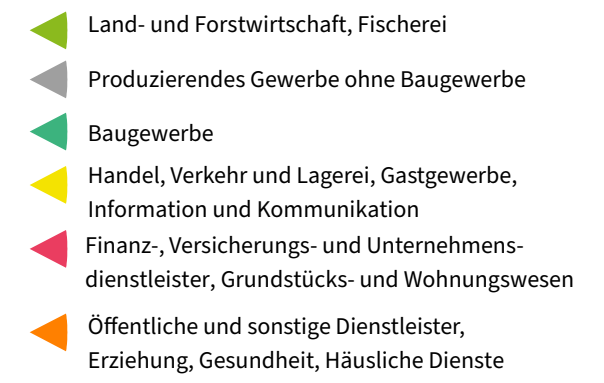 Land- und Forstwirtschaft, Fischerei
Produzierendes Gewerbe ohne Baugewerbe
Baugewerbe
Handel, Verkehr und Lagerei, Gastgewerbe,
Information und Kommunikation
Finanz-, Versicherungs- und Unternehmens-
dienstleister, Grundstücks- und Wohnungswesen
Öffentliche und sonstige Dienstleister,
Erziehung, Gesundheit, Häusliche Dienste